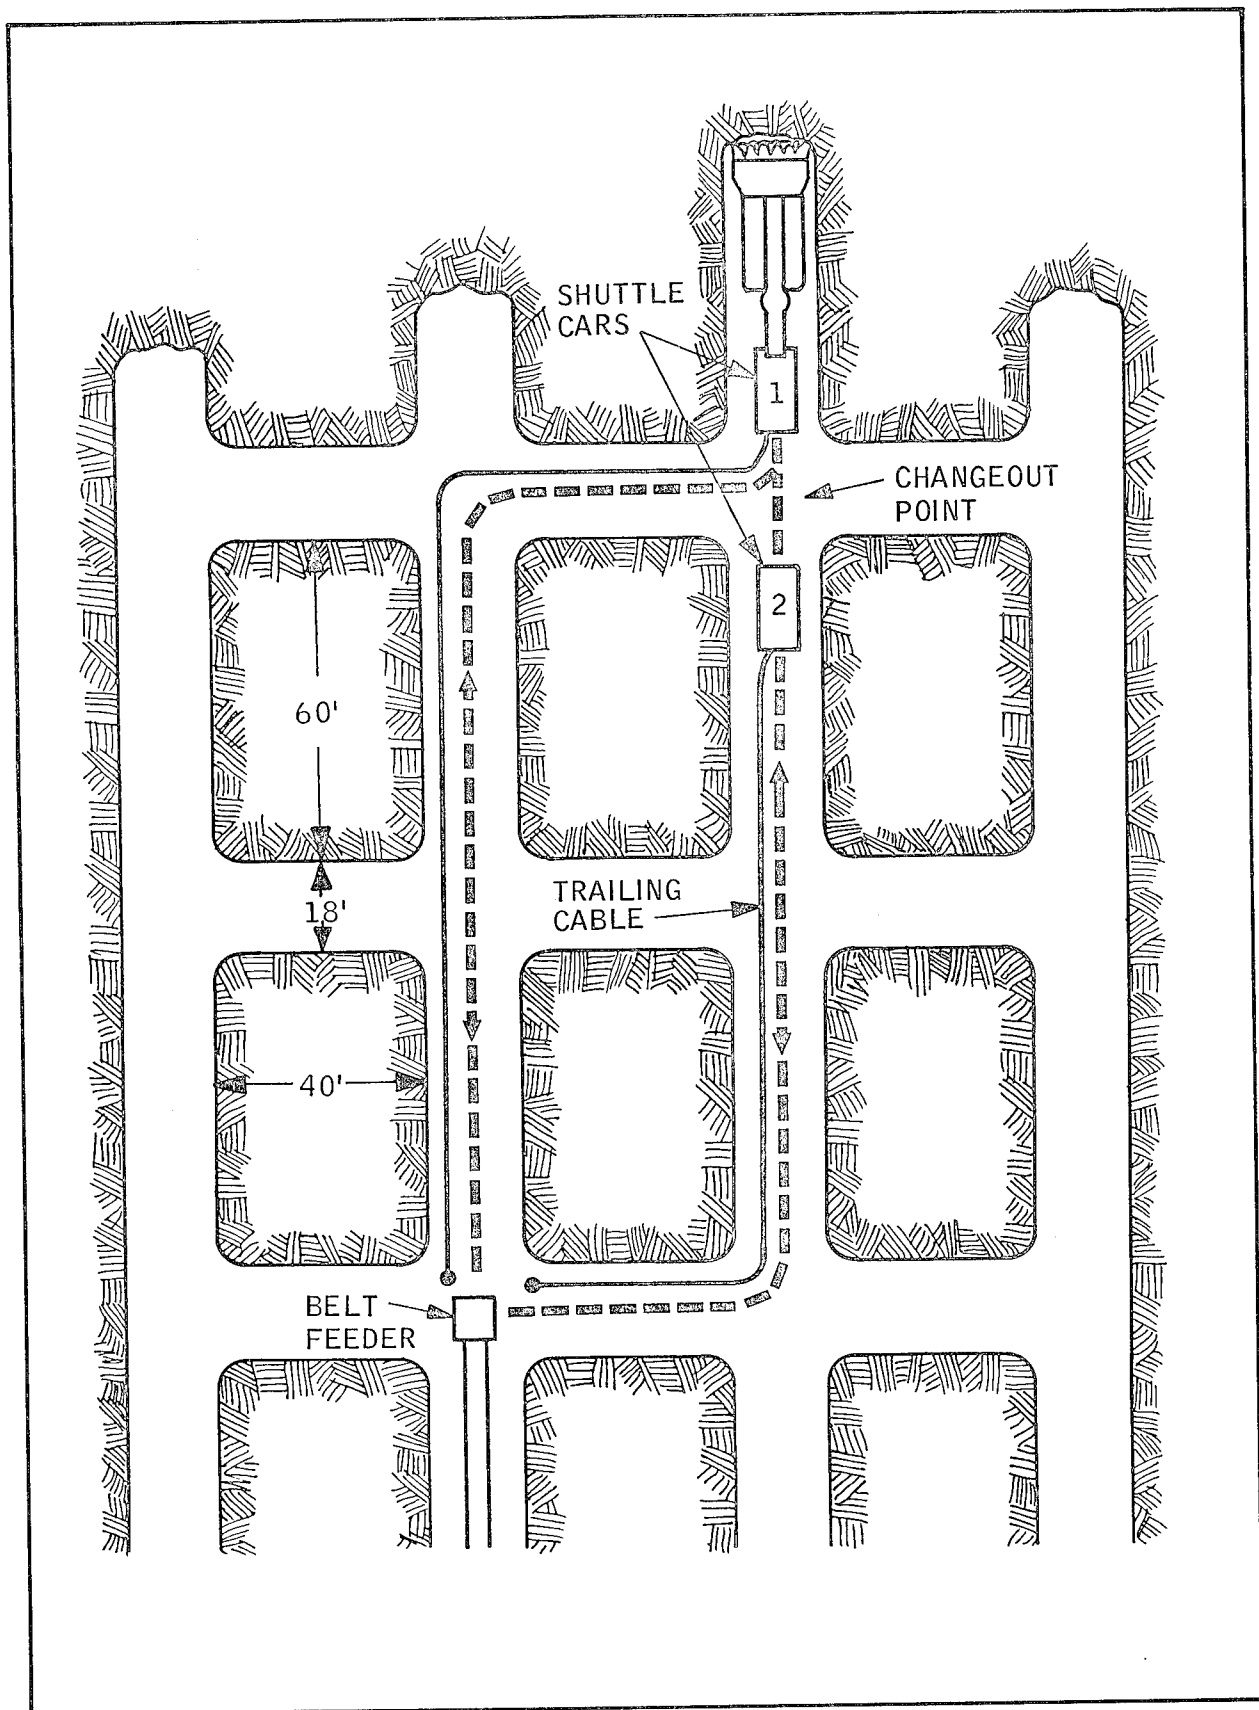 SHUTTLE
CARS
1
CHANGEOUT
POINT
2
60'
TRAILING
CABLE
18'
40'
BELT
FEEDER